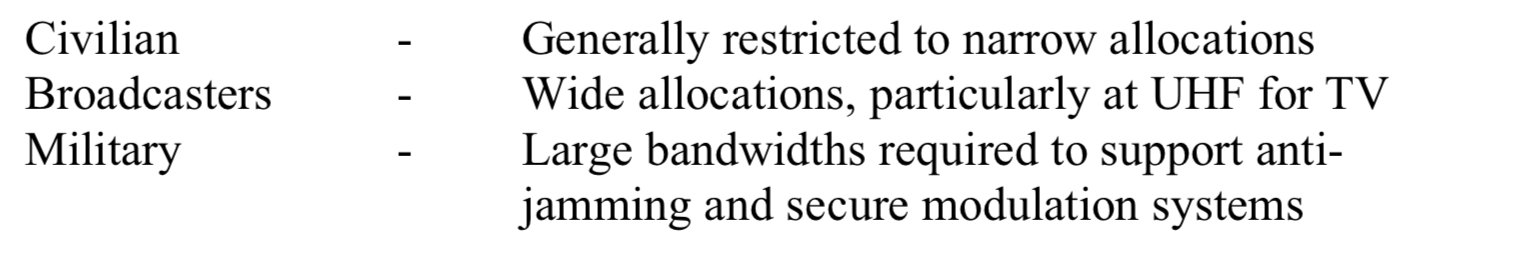 Civilian - Generally restricted to narrow allocations
Broadcasters - Wide allocations, particularly at UHF for TV
Military - Large bandwidths required to support anti-
jamming and secure modulation systems